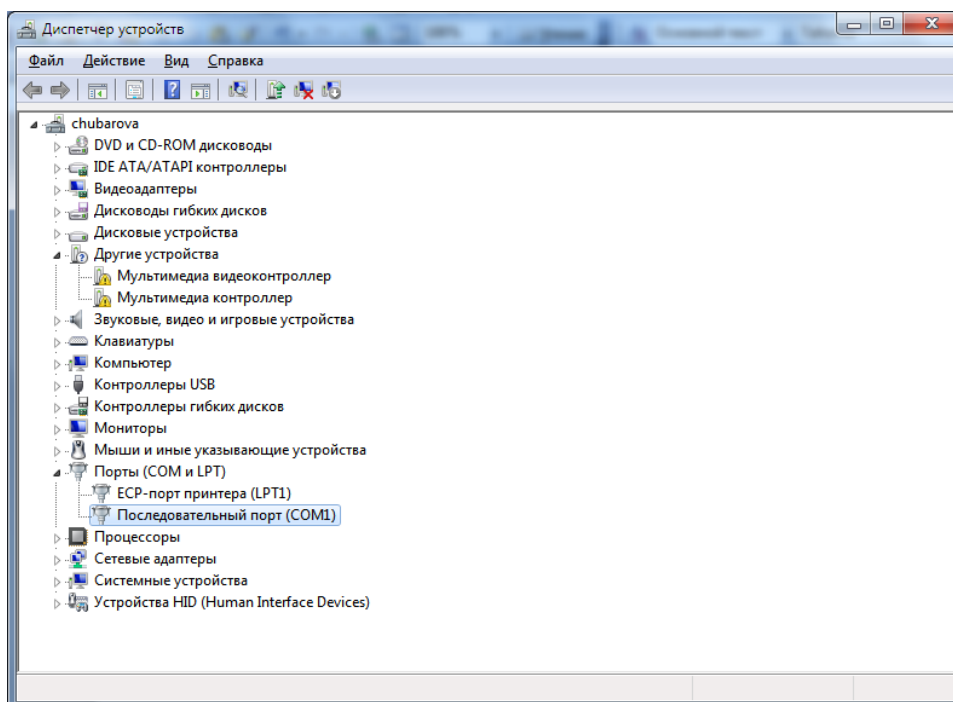 Диспетчер устройств
Файл Действие Вид Справка
chubarova
DVD и CD-ROM дисководы
IDE ATA/ATAPI контроллеры
Видеоадаптеры
Дисководы гибких дисков
Дисковые устройства
Другие устройства
Мультимедиа видеоконтроллер
Мультимедиа контроллер
Звуковые, видео и игровые устройства
Клавиатуры
Компьютер
Контроллеры USB
Контроллеры гибких дисков
Мониторы
Мыши и иные указывающие устройства
Порты (COM и LPT)
ECP-порт принтера (LPT1)
Последовательный порт (COM1)
Процессоры
Сетевые адаптеры
Системные устройства
Устройства HID (Human Interface Devices)